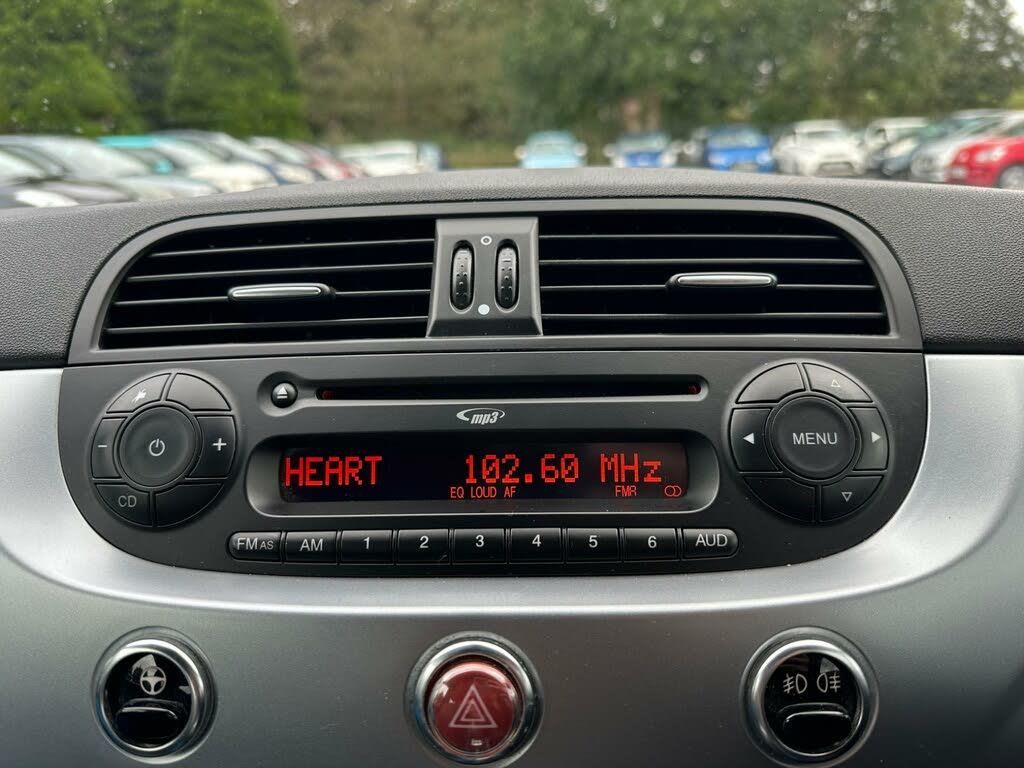 mp3
HEART 102.60 MHz
EQ LOUD AF FMR
- +
CD
MENU
FM AS AM 1 2 3 4 5 6 AUD